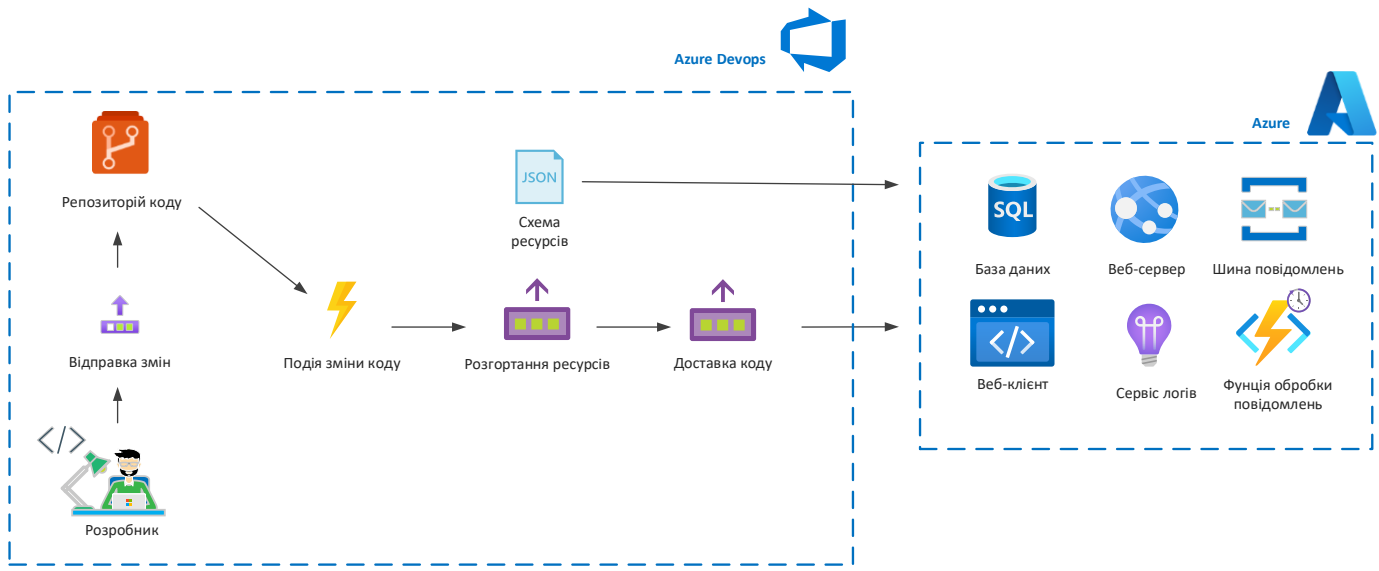 Azure Devops
Azure
Репозиторій коду
JSON
Схема
ресурсів
Відправка змін
Подія зміни коду
Розгортання ресурсів
Доставка коду
</>
Розробник
SQL
База даних
Веб-сервер
Шина повідомлень
</>
Веб-клієнт
Сервіс логів
Фунція обробки
повідомлень